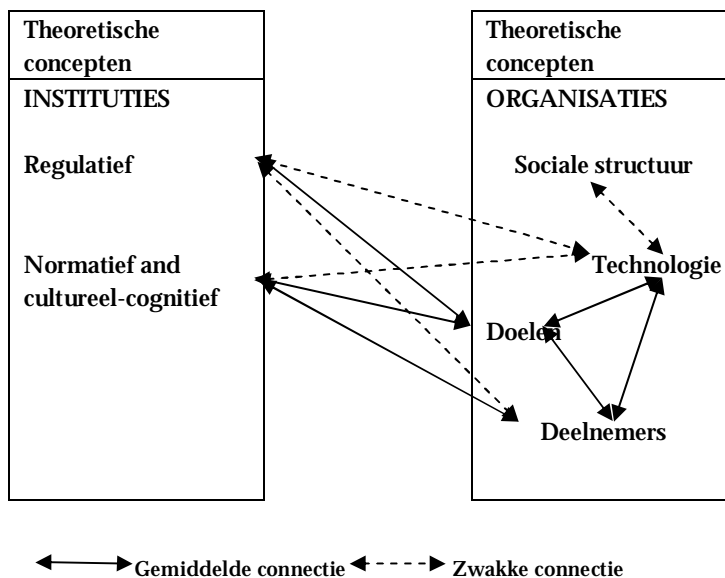 Theoretische
concepten
INSTITUTIES
Regulatief
Normatief and
cultureel-cognitief
Theoretische
concepten
ORGANISATIES
Sociale structuur
Technologie
Doelen
Deelnemers
Gemiddelde connectie
Zwakke connectie